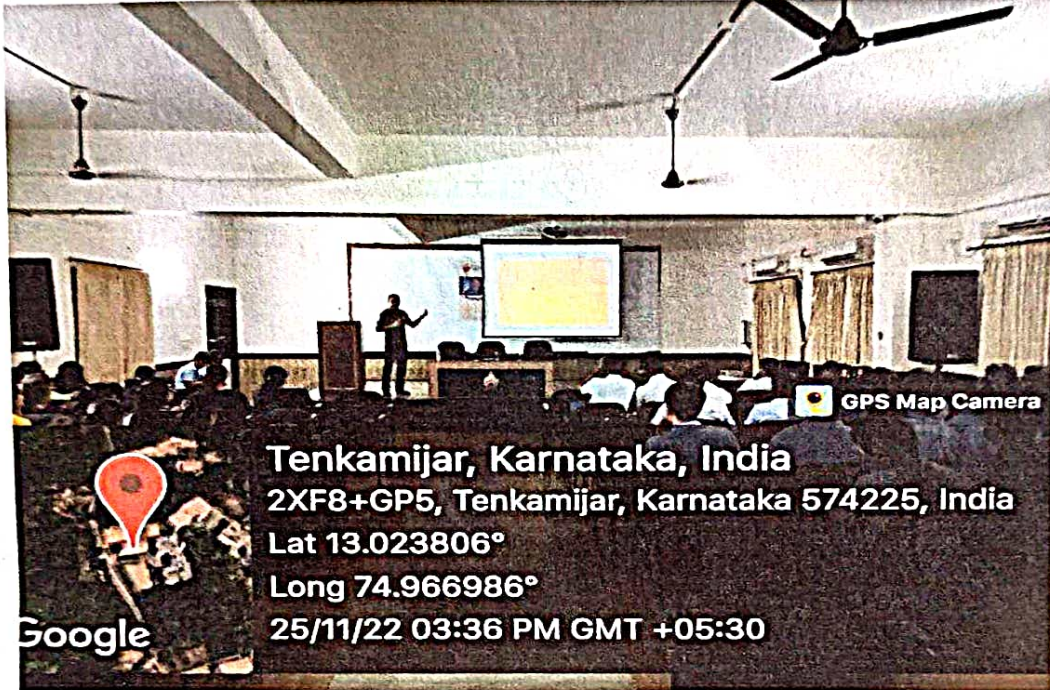 GPS Map Camera
Tenkamijar, Karnataka, India
2XF8+GP5, Tenkamijar, Karnataka 574225, India
Lat 13.023806°
Long 74.966986°
25/11/22 03:36 PM GMT +05:30
Google